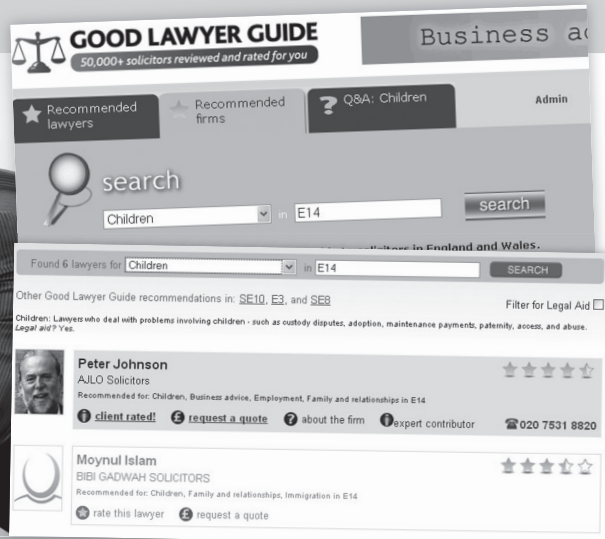 GOOD LAWYER GUIDE
50,000+ solicitors reviewed and rated for you
Business
Recommended lawyers
Recommended firms
? Q&A: Children
Admin
search
Children in E14 search
solicitors in England and Wales.
Found 6 lawyers for Children in E14 SEARCH
Other Good Lawyer Guide recommendations in: SE10, E3, and SE8
Filter for Legal Aid
Children: Lawyers who deal with problems involving children - such as custody disputes, adoption, maintenance payments, paternity, access, and abuse.
Legal aid? Yes.
Peter Johnson
AJLO Solicitors
Recommended for: Children, Business advice, Employment, Family and relationships in E14
client rated! £ request a quote ? about the firm expert contributor 020 7531 8820
Moynul Islam
BIBI GADWAH SOLICITORS
Recommended for: Children, Family and relationships, Immigration in E14
rate this lawyer £ request a quote